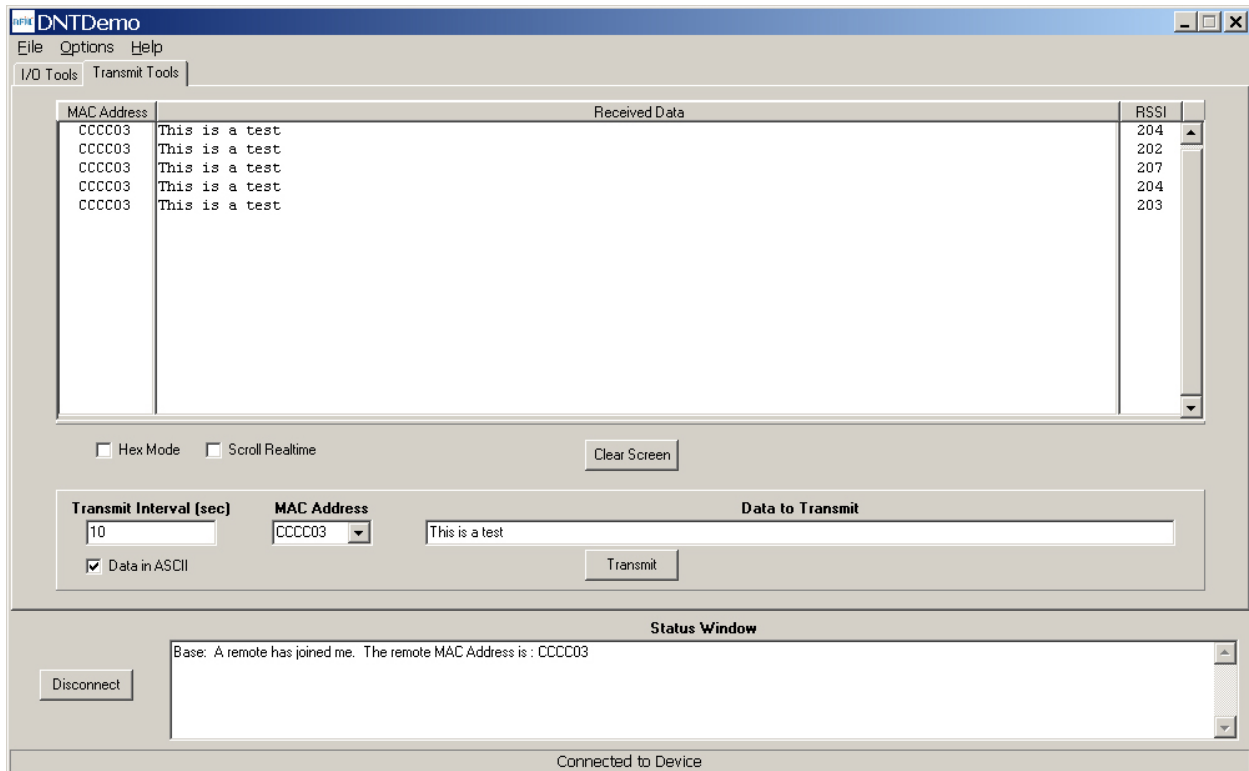 DNTDemo
File Options Help
I/O Tools Transmit Tools
MAC Address Received Data RSSI
CCCC03 This is a test 204
CCCC03 This is a test 202
CCCC03 This is a test 207
CCCC03 This is a test 204
CCCC03 This is a test 203
Hex Mode Scroll Realtime Clear Screen
Transmit Interval (sec) MAC Address Data to Transmit
10 CCCC03 This is a test
Data in ASCII Transmit
Status Window
Base: A remote has joined me. The remote MAC Address is : CCCC03
Disconnect
Connected to Device